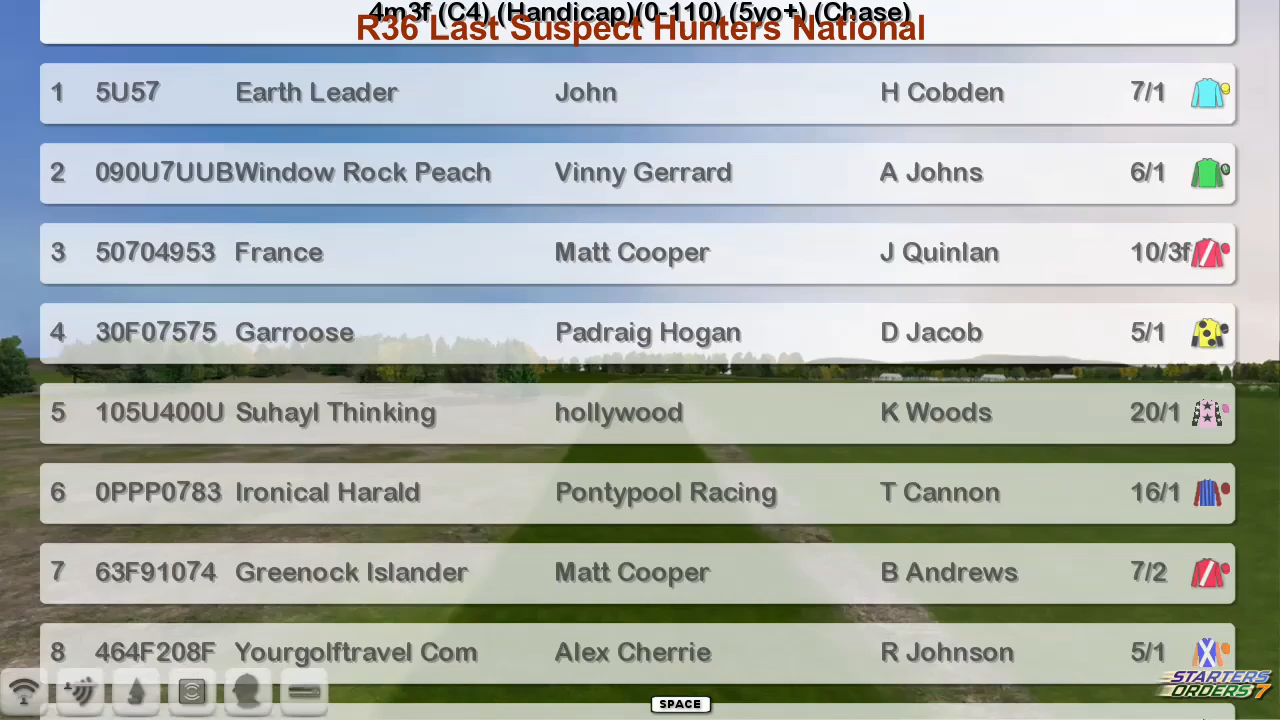 4m3f (C4) (Handicap)(0-110) (5yo+) (Chase)
R36 Last Suspect Hunters National
1 5U57 Earth Leader John H Cobden 7/1
2 090U7UUB Window Rock Peach Vinny Gerrard A Johns 6/1
3 50704953 France Matt Cooper J Quinlan 10/3f
4 30F07575 Garroose Padraig Hogan D Jacob 5/1
5 105U400U Suhayl Thinking hollywood K Woods 20/1
6 0PPP0783 Ironical Harald Pontypool Racing T Cannon 16/1
7 63F91074 Greenock Islander Matt Cooper B Andrews 7/2
8 464F208F Yourgolftravel Com Alex Cherrie R Johnson 5/1
STARTERS
ORDERS 7
SPACE